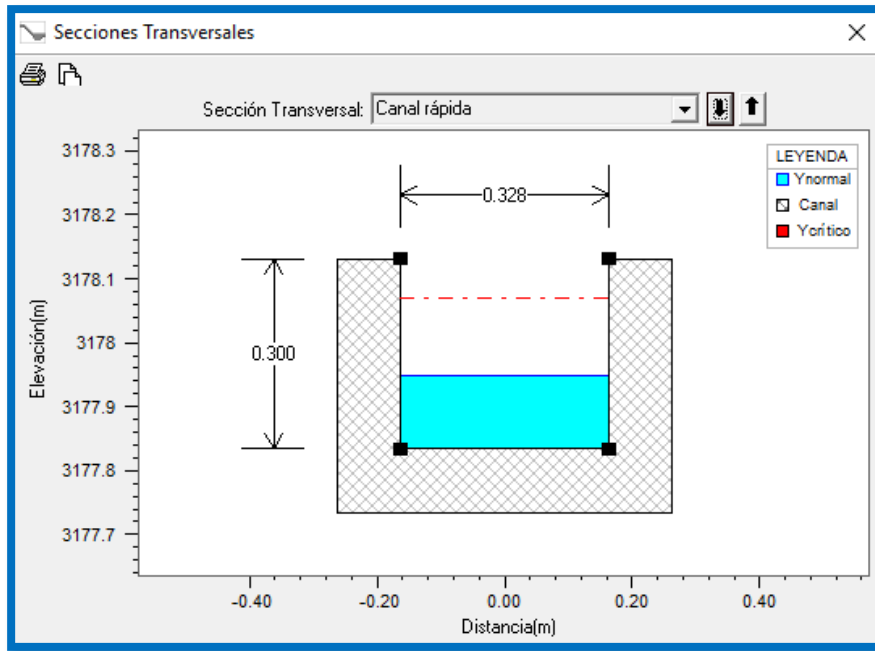 Secciones Transversales
Sección Transversal: Canal rápida
LEYENDA
Ynormal
Canal
Ycrítico
0.328
0.300
Elevación(m)
3178.3
3178.2
3178.1
3178
3177.9
3177.8
3177.7
-0.40 -0.20 0.00 0.20 0.40
Distancia(m)